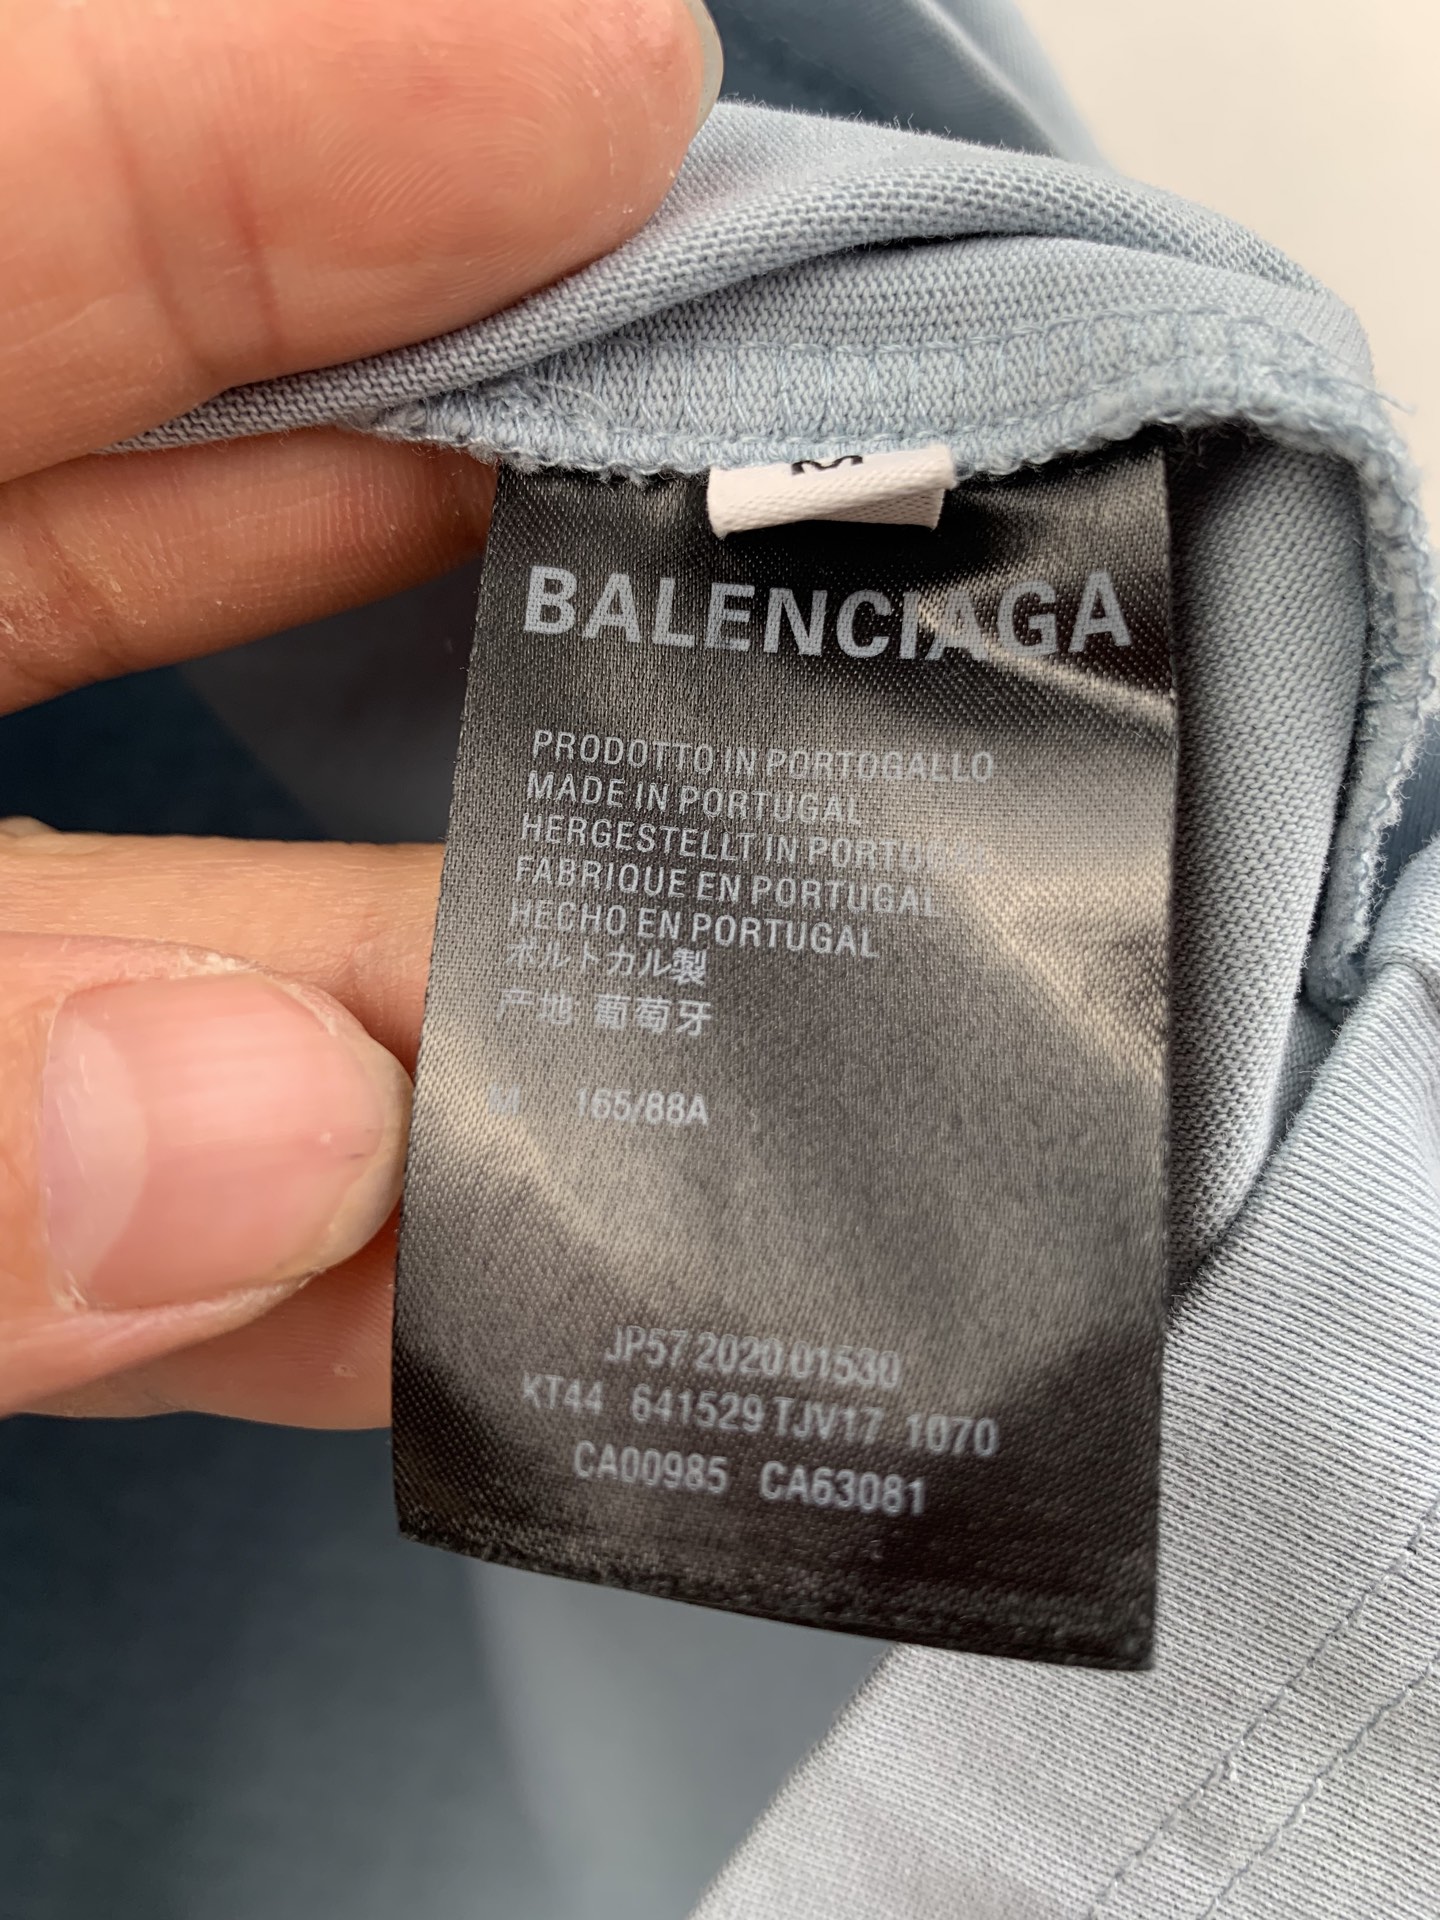 M
BALENCIAGA
PRODOTTO IN PORTOGALLO
MADE IN PORTUGAL
HERGESTELLT IN PORTUGAL
FABRIQUE EN PORTUGAL
HECHO EN PORTUGAL
ポルトカル製
产地: 葡萄牙
M 165/88A
JP57 2020 01530
KT44 641529 TJV17 1070
CA00985 CA63081